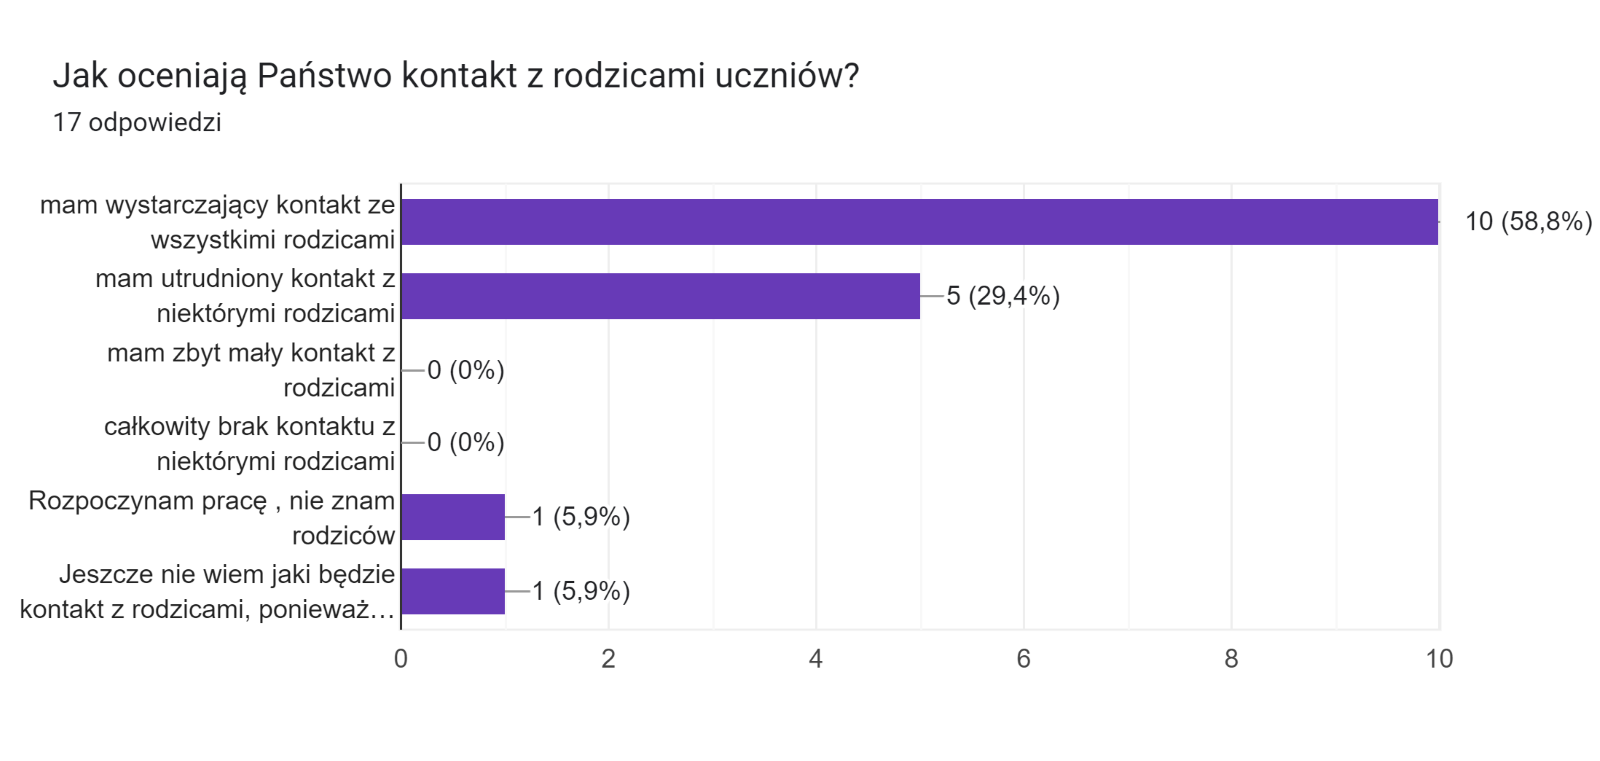 Jak oceniają Państwo kontakt z rodzicami uczniów?
17 odpowiedzi
mam wystarczający kontakt ze
wszystkimi rodzicami
10 (58,8%)
mam utrudniony kontakt z
niektórymi rodzicami
5 (29,4%)
mam zbyt mały kontakt z
rodzicami
0 (0%)
całkowity brak kontaktu z
niektórymi rodzicami
0 (0%)
Rozpoczynam pracę , nie znam
rodziców
1 (5,9%)
Jeszcze nie wiem jaki będzie
kontakt z rodzicami, ponieważ…
1 (5,9%)
0 2 4 6 8 10